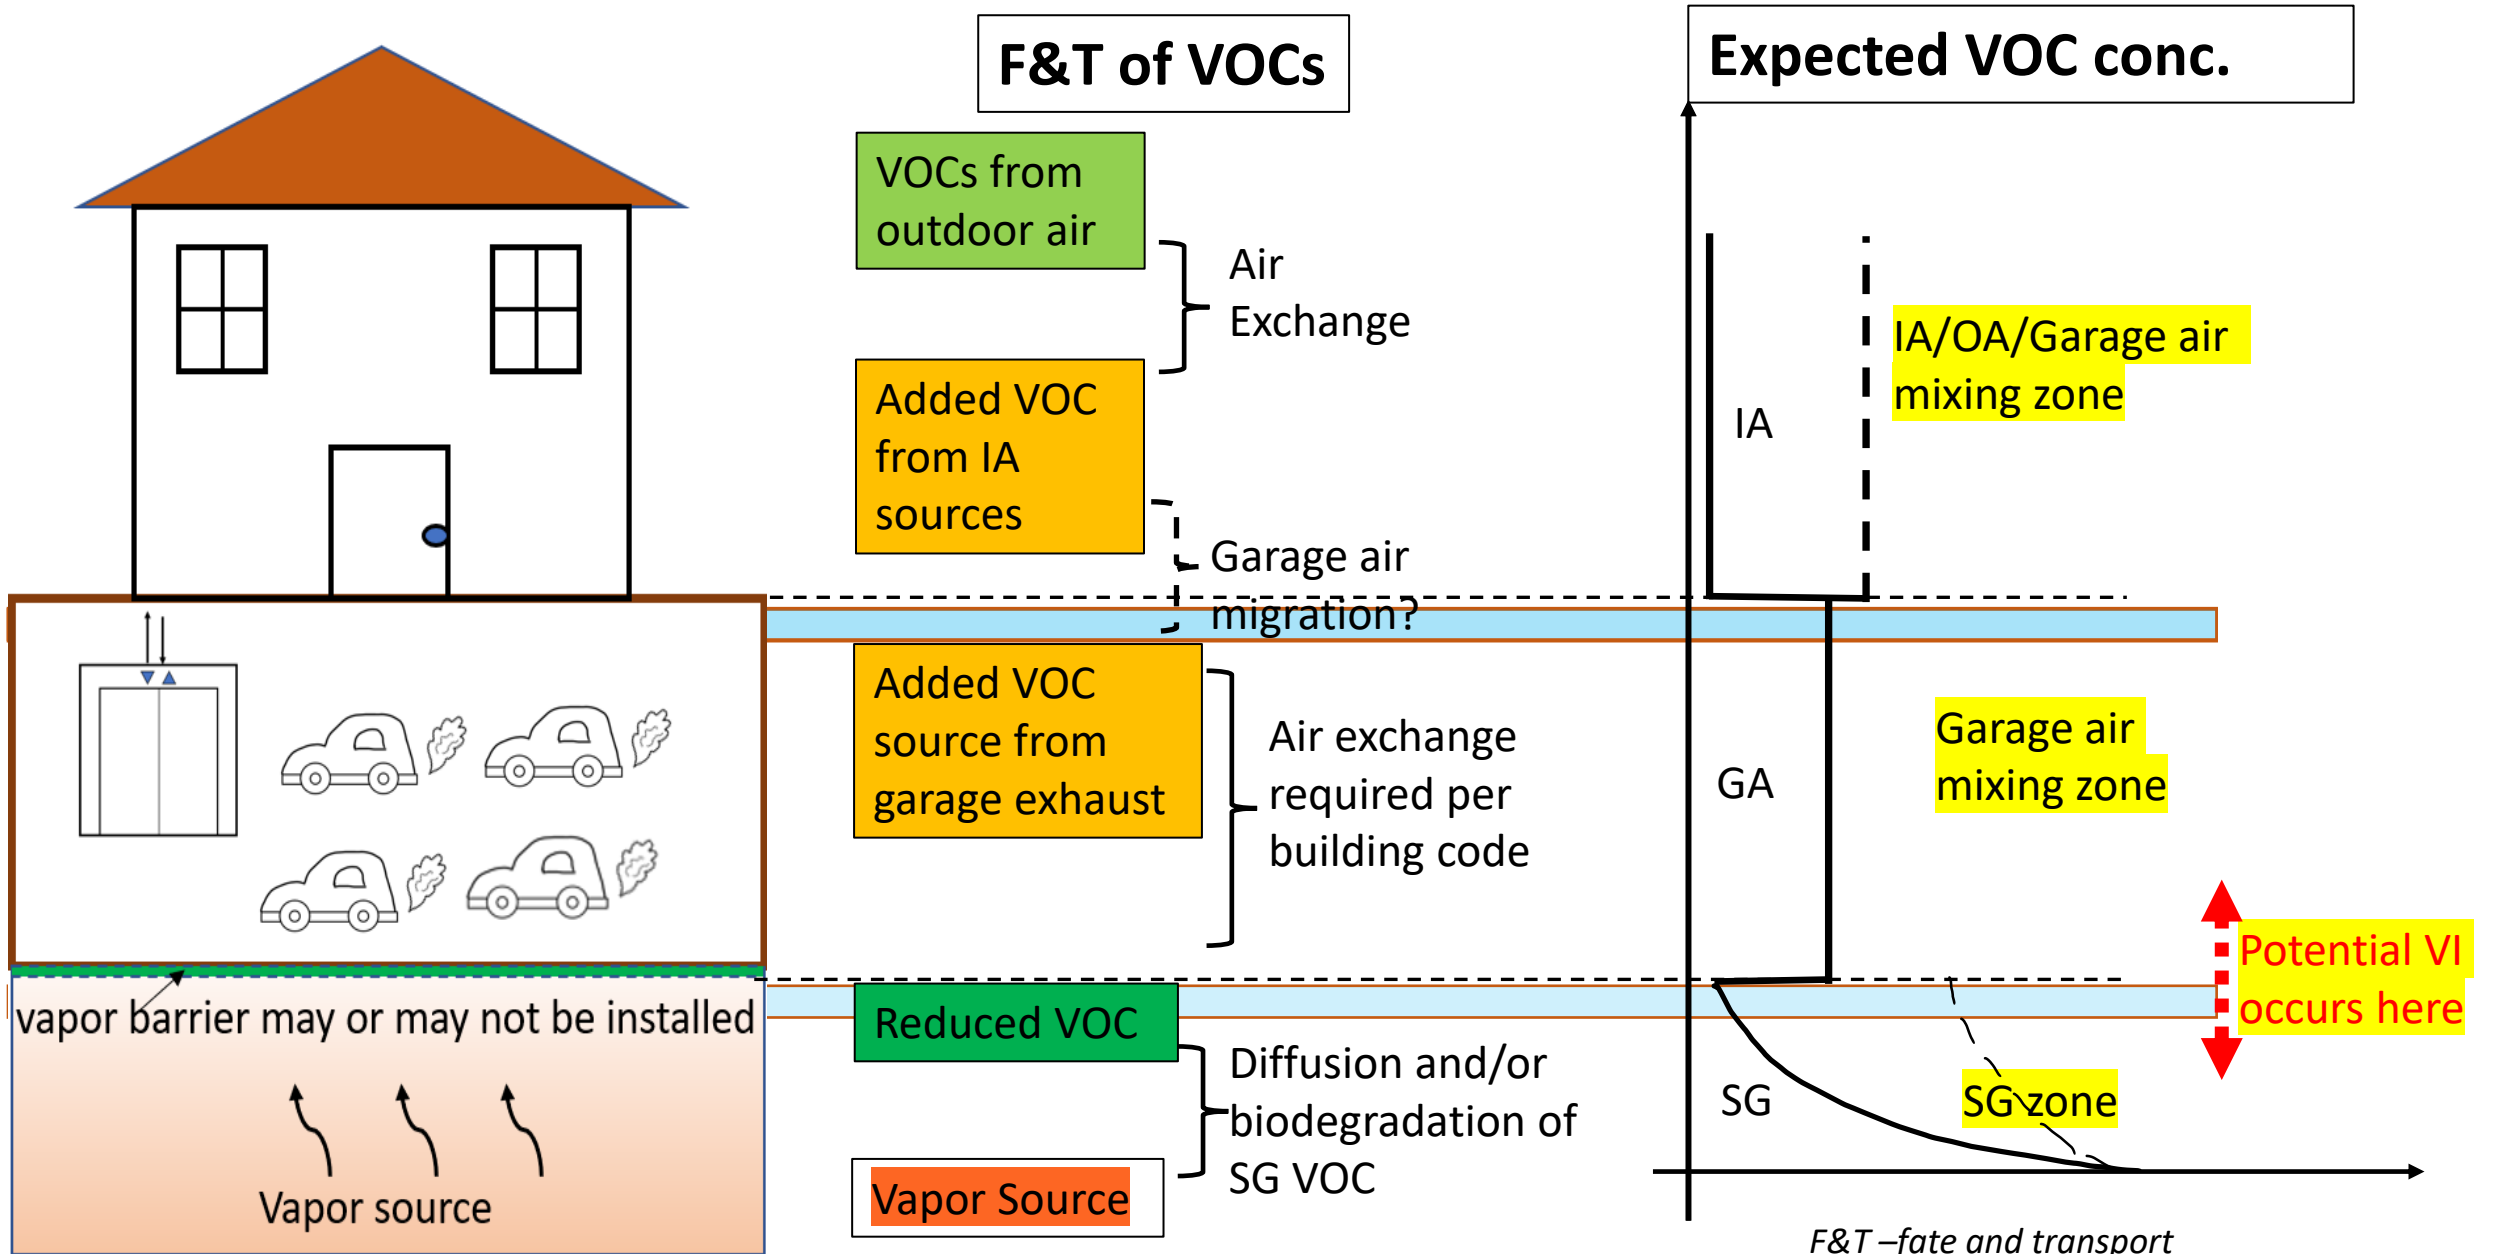 F&T of VOCs
Expected VOC conc.
VOCs from
outdoor air
Air
Exchange
Added VOC
from IA
sources
Garage air
migration?
IA
IA/OA/Garage air
mixing zone
Added VOC
source from
garage exhaust
Air exchange
required per
building code
GA
Garage air
mixing zone
Potential VI
occurs here
vapor barrier may or may not be installed
Vapor source
Reduced VOC
Diffusion and/or
biodegradation of
SG VOC
Vapor Source
SG
SG zone
F&T –fate and transport